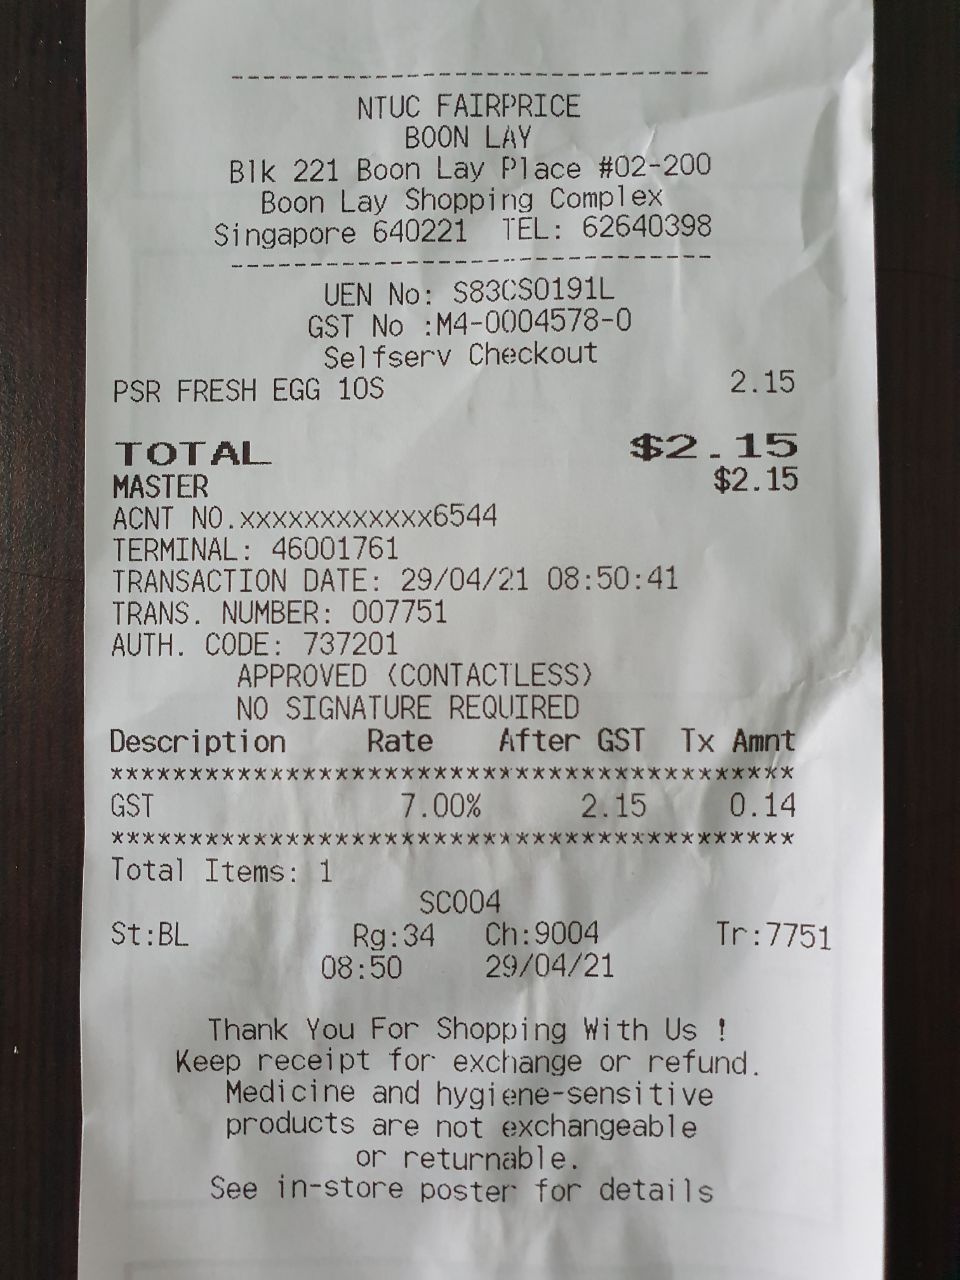 ------------------------------
NTUC FAIRPRICE
BOON LAY
Blk 221 Boon Lay Place #02-200
Boon Lay Shopping Complex
Singapore 640221  TEL: 62640398
------------------------------
UEN No: S83CS0191L
GST No :M4-0004578-0
Selfserv Checkout
PSR FRESH EGG 10S 2.15
TOTAL $2.15
MASTER $2.15
ACNT NO.xxxxxxxxxxxx6544
TERMINAL: 46001761
TRANSACTION DATE: 29/04/21 08:50:41
TRANS. NUMBER: 007751
AUTH. CODE: 737201
APPROVED (CONTACTLESS)
NO SIGNATURE REQUIRED
Description Rate After GST Tx Amnt
*******************************************
GST 7.00% 2.15 0.14
*******************************************
Total Items: 1
SC004
St:BL Rg:34 Ch:9004 Tr:7751
08:50 29/04/21
Thank You For Shopping With Us !
Keep receipt for exchange or refund.
Medicine and hygiene-sensitive
products are not exchangeable
or returnable.
See in-store poster for details